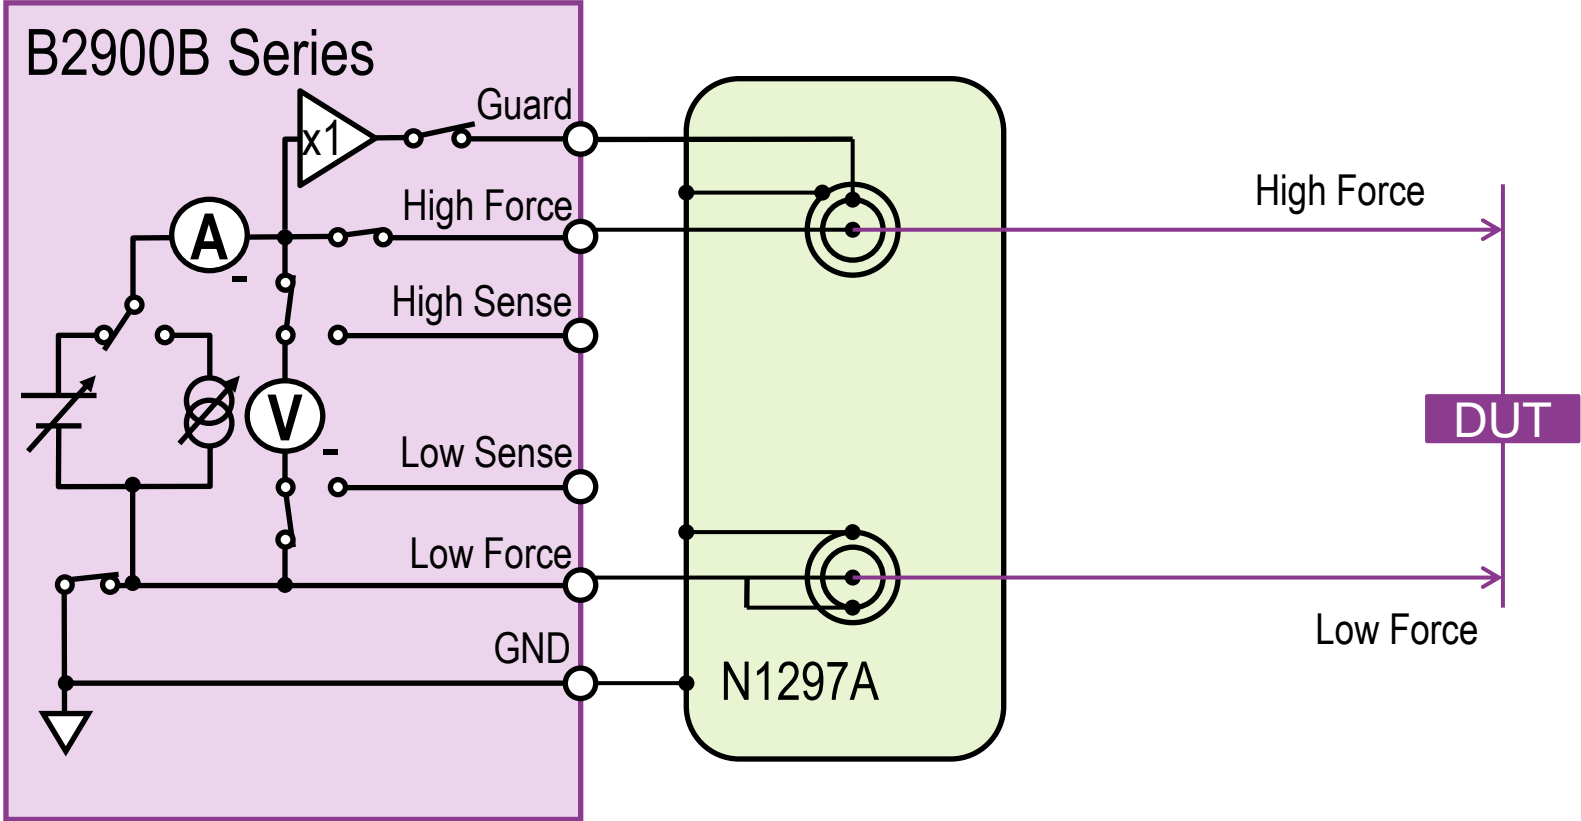 B2900B Series
Guard
x1
High Force
High Force
A
-
High Sense
V
-
DUT
Low Sense
Low Force
Low Force
GND
N1297A